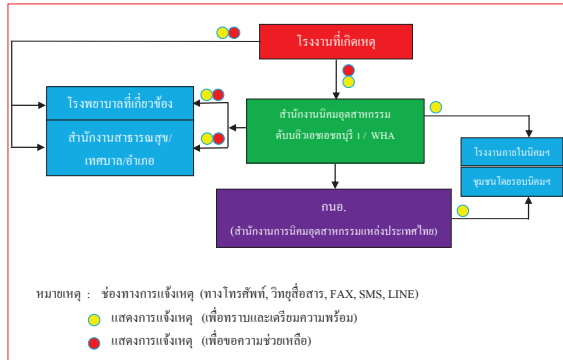 โรงงานที่เกิดเหตุ
โรงพยาบาลที่เกี่ยวข้อง
สำนักงานสาธารณสุข/
เทศบาล/อำเภอ
สำนักงานนิคมอุตสาหกรรม
ดับบลิวเอชเอชลบุรี 1 / WHA
โรงงานภายในนิคมฯ
ชุมชนโดยรอบนิคมฯ
กนอ.
(สำนักงานการนิคมอุตสาหกรรมแห่งประเทศไทย)
หมายเหตุ : ช่องทางการแจ้งเหตุ (ทางโทรศัพท์, วิทยุสื่อสาร, FAX, SMS, LINE)
แสดงการแจ้งเหตุ (เพื่อทราบและเตรียมความพร้อม)
แสดงการแจ้งเหตุ (เพื่อขอความช่วยเหลือ)